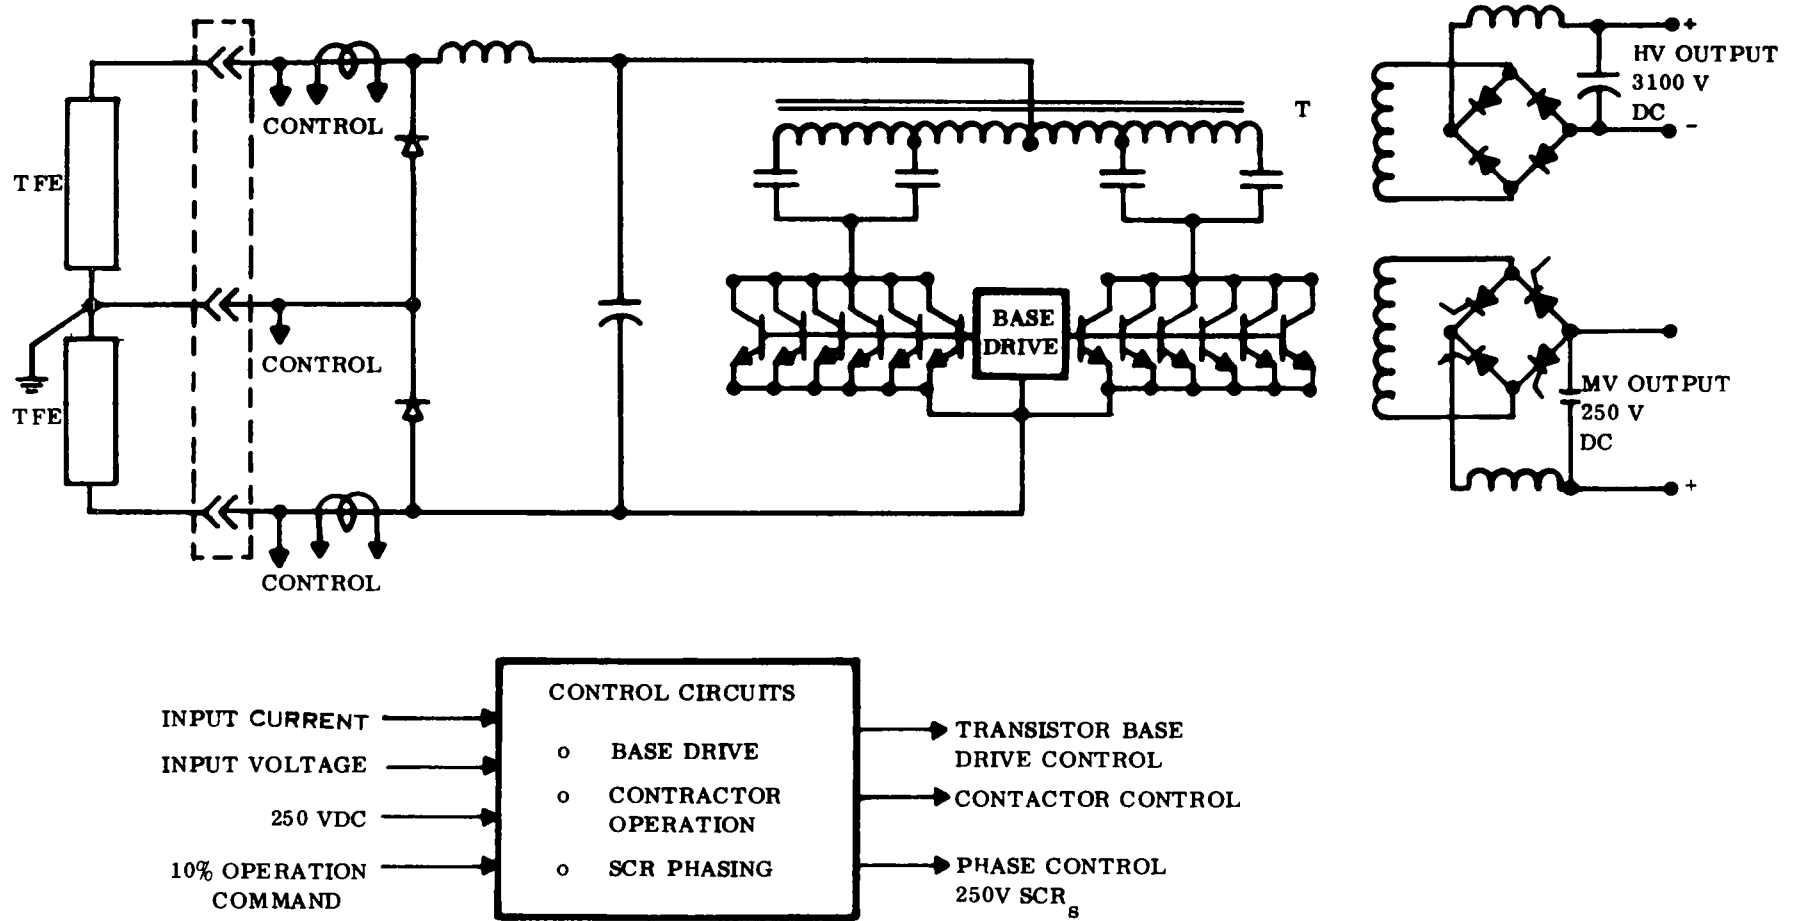 TFE
TFE
CONTROL
CONTROL
CONTROL
T
BASE
DRIVE
+
HV OUTPUT
3100 V
DC
-
MV OUTPUT
250 V
DC
+
INPUT CURRENT
INPUT VOLTAGE
250 VDC
10% OPERATION
COMMAND
CONTROL CIRCUITS
o BASE DRIVE
o CONTRACTOR
OPERATION
o SCR PHASING
TRANSISTOR BASE
DRIVE CONTROL
CONTACTOR CONTROL
PHASE CONTROL
250V SCRs